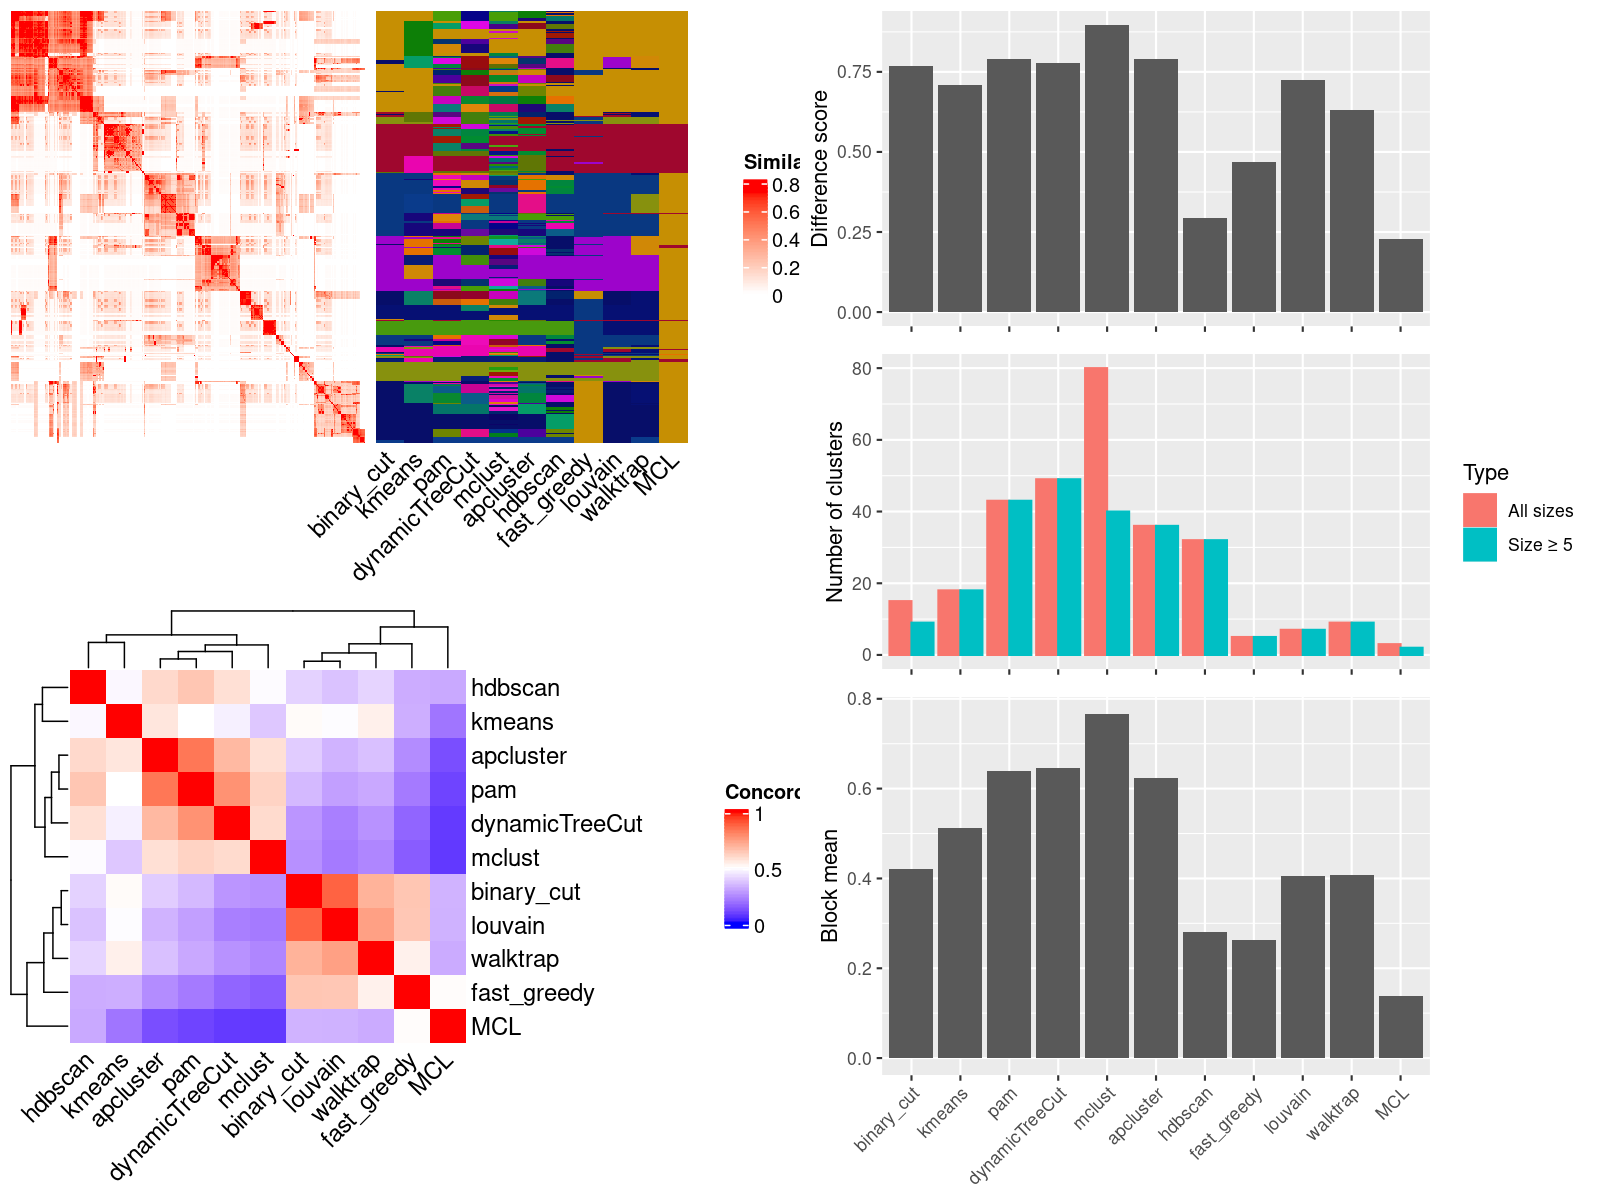 Simila
0.8
0.6
0.4
0.2
0
binary_cut
kmeans
pam
dynamicTreeCut
mclust
apcluster
hdbscan
fast_greedy
louvain
walktrap
MCL
Difference score
0.75
0.50
0.25
0.00
Number of clusters
80
60
40
20
0
Type
All sizes
Size ≥ 5
hdbscan
kmeans
apcluster
pam
dynamicTreeCut
mclust
binary_cut
louvain
walktrap
fast_greedy
MCL
hdbscan
kmeans
apcluster
pam
dynamicTreeCut
mclust
binary_cut
louvain
walktrap
fast_greedy
MCL
Concord
1
0.5
0
Block mean
0.8
0.6
0.4
0.2
0.0
binary_cut
kmeans
pam
dynamicTreeCut
mclust
apcluster
hdbscan
fast_greedy
louvain
walktrap
MCL